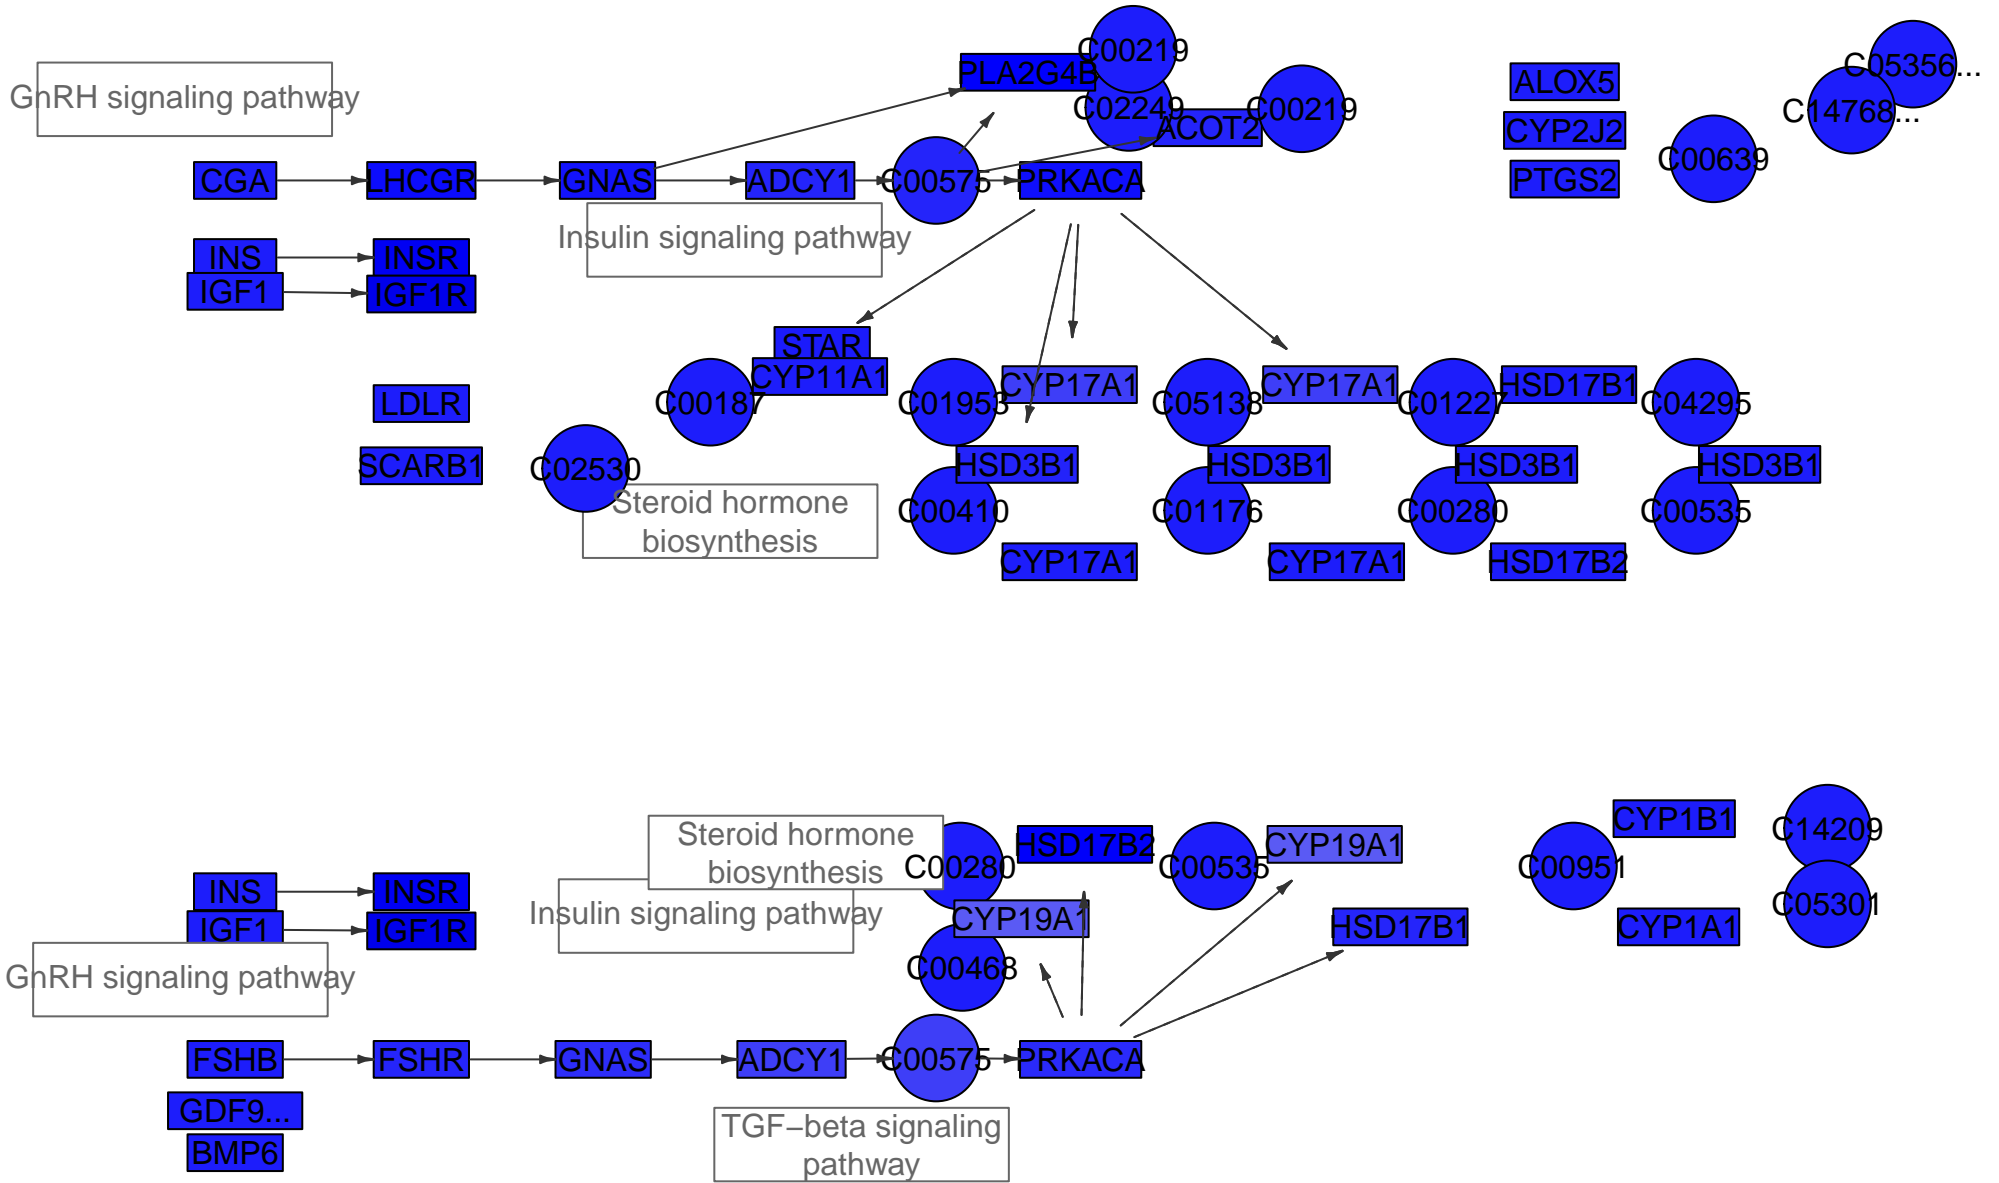 C00219
C05356...
PLA2G4B
ALOX5
GnRH signaling pathway
C02249
ACOT2
C00219
C14768...
CYP2J2
C00639
CGA
LHCGR
GNAS
ADCY1
C00575
PRKACA
PTGS2
Insulin signaling pathway
INS
INSR
IGF1
IGF1R
STAR
CYP11A1
CYP17A1
CYP17A1
HSD17B1
LDLR
C00187
C01953
C05138
C01227
C04295
SCARB1
C02530
HSD3B1
HSD3B1
HSD3B1
HSD3B1
Steroid hormone
biosynthesis
C00410
C01176
C00280
C00535
CYP17A1
CYP17A1
HSD17B2
Steroid hormone
biosynthesis
C00280
HSD17B2
C00535
CYP19A1
C00951
CYP1B1
C14209
INS
INSR
Insulin signaling pathway
CYP19A1
HSD17B1
CYP1A1
C05301
IGF1
IGF1R
GnRH signaling pathway
C00468
FSHB
FSHR
GNAS
ADCY1
C00575
PRKACA
GDF9...
BMP6
TGF−beta signaling
pathway